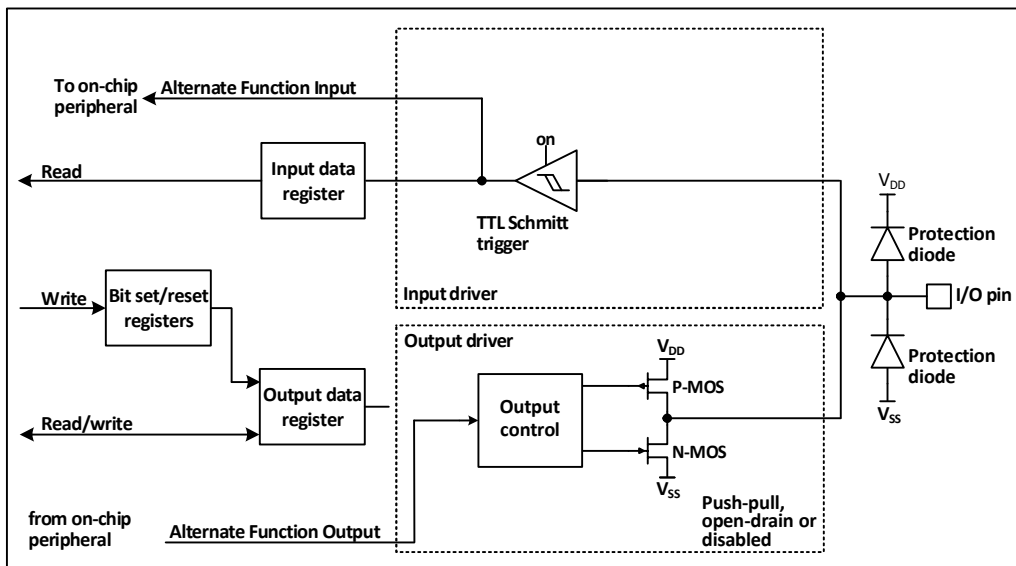 To on-chip
peripheral
Alternate Function Input
on
Read
Input data
register
TTL Schmitt
trigger
V_DD
Protection
diode
I/O pin
Write
Bit set/reset
registers
Input driver
Output driver
V_DD
P-MOS
Protection
diode
Output data
register
Output
control
Read/write
V_SS
N-MOS
V_SS
Push-pull,
open-drain or
disabled
from on-chip
peripheral
Alternate Function Output